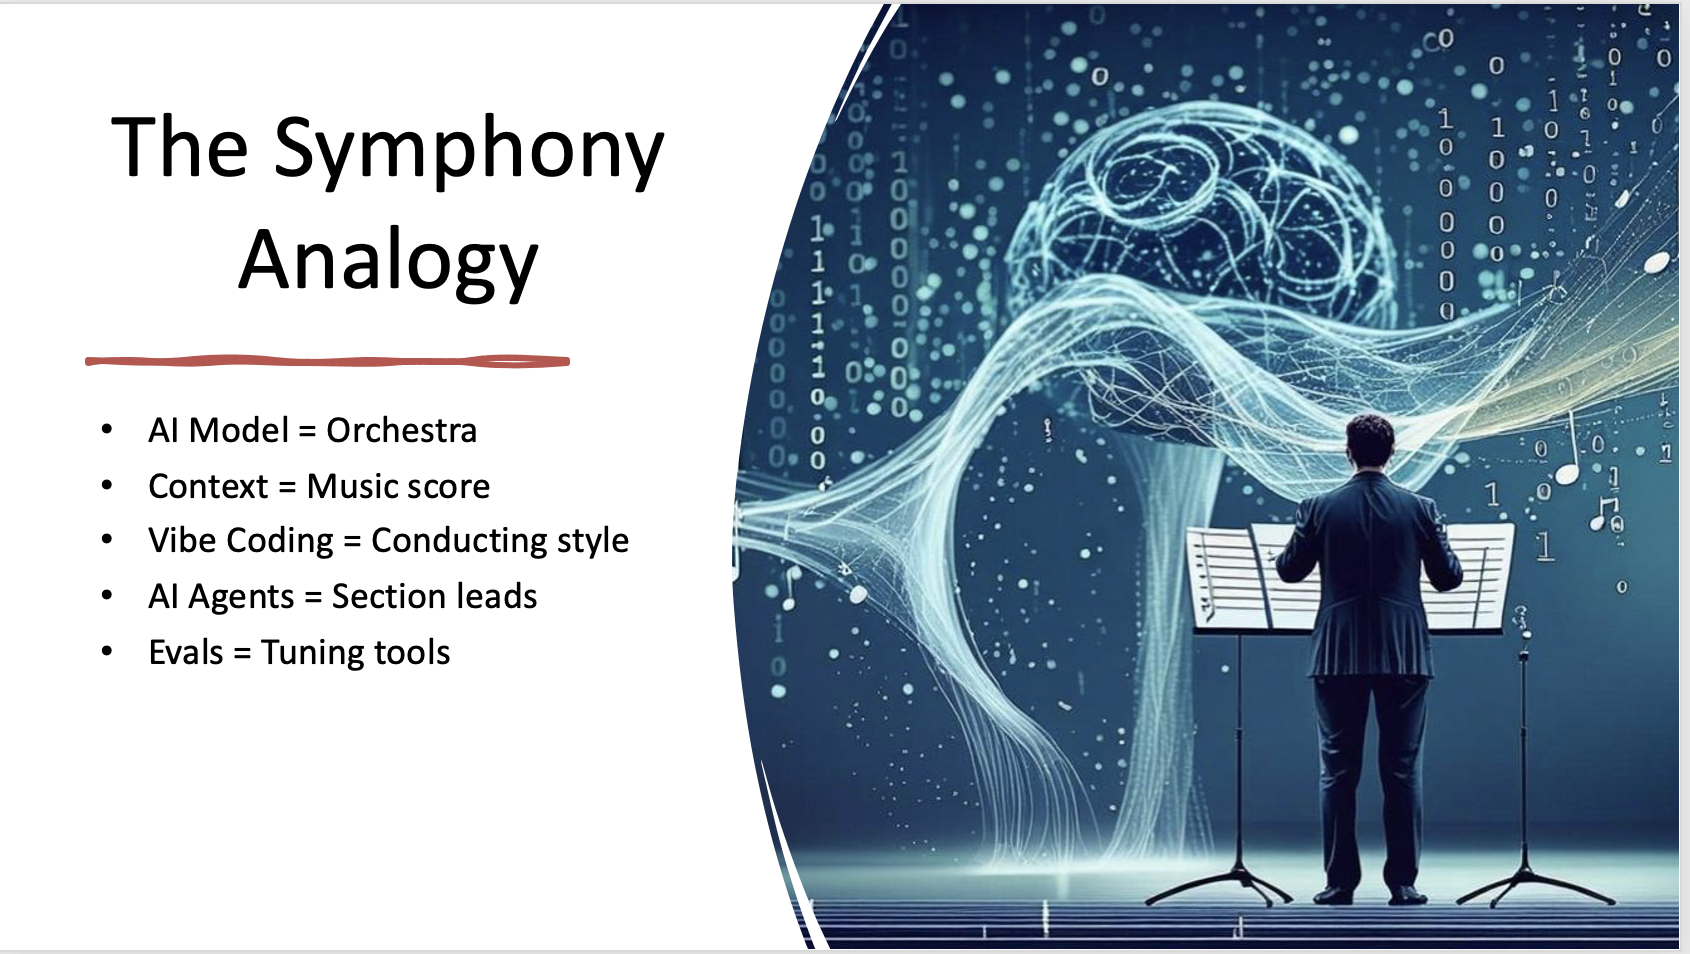 The Symphony
Analogy
• AI Model = Orchestra
• Context = Music score
• Vibe Coding = Conducting style
• AI Agents = Section leads
• Evals = Tuning tools